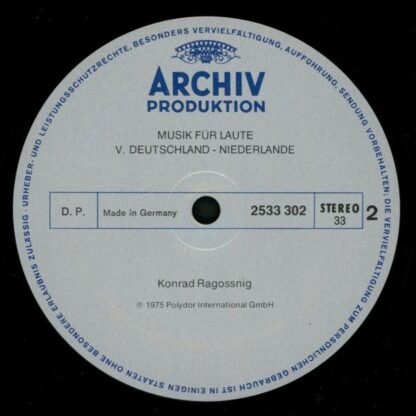 ALLE URHEBER- UND LEISTUNGSSCHUTZRECHTE, BESONDERS VERVIELFÄLTIGUNG, AUFFÜHRUNG, SENDUNG VORBEHALTEN; DIE VERVIELFÄLTIGUNG ZUM PERSÖNLICHEN GEBRAUCH IST IN EINIGEN STAATEN OHNE BESONDERE ERLAUBNIS ZULÄSSIG ·
ARCHIV
PRODUKTION
MUSIK FÜR LAUTE
V. DEUTSCHLAND - NIEDERLANDE
D. P. Made in Germany 2533 302 STEREO 33 2
Konrad Ragossnig
℗ 1975 Polydor International GmbH